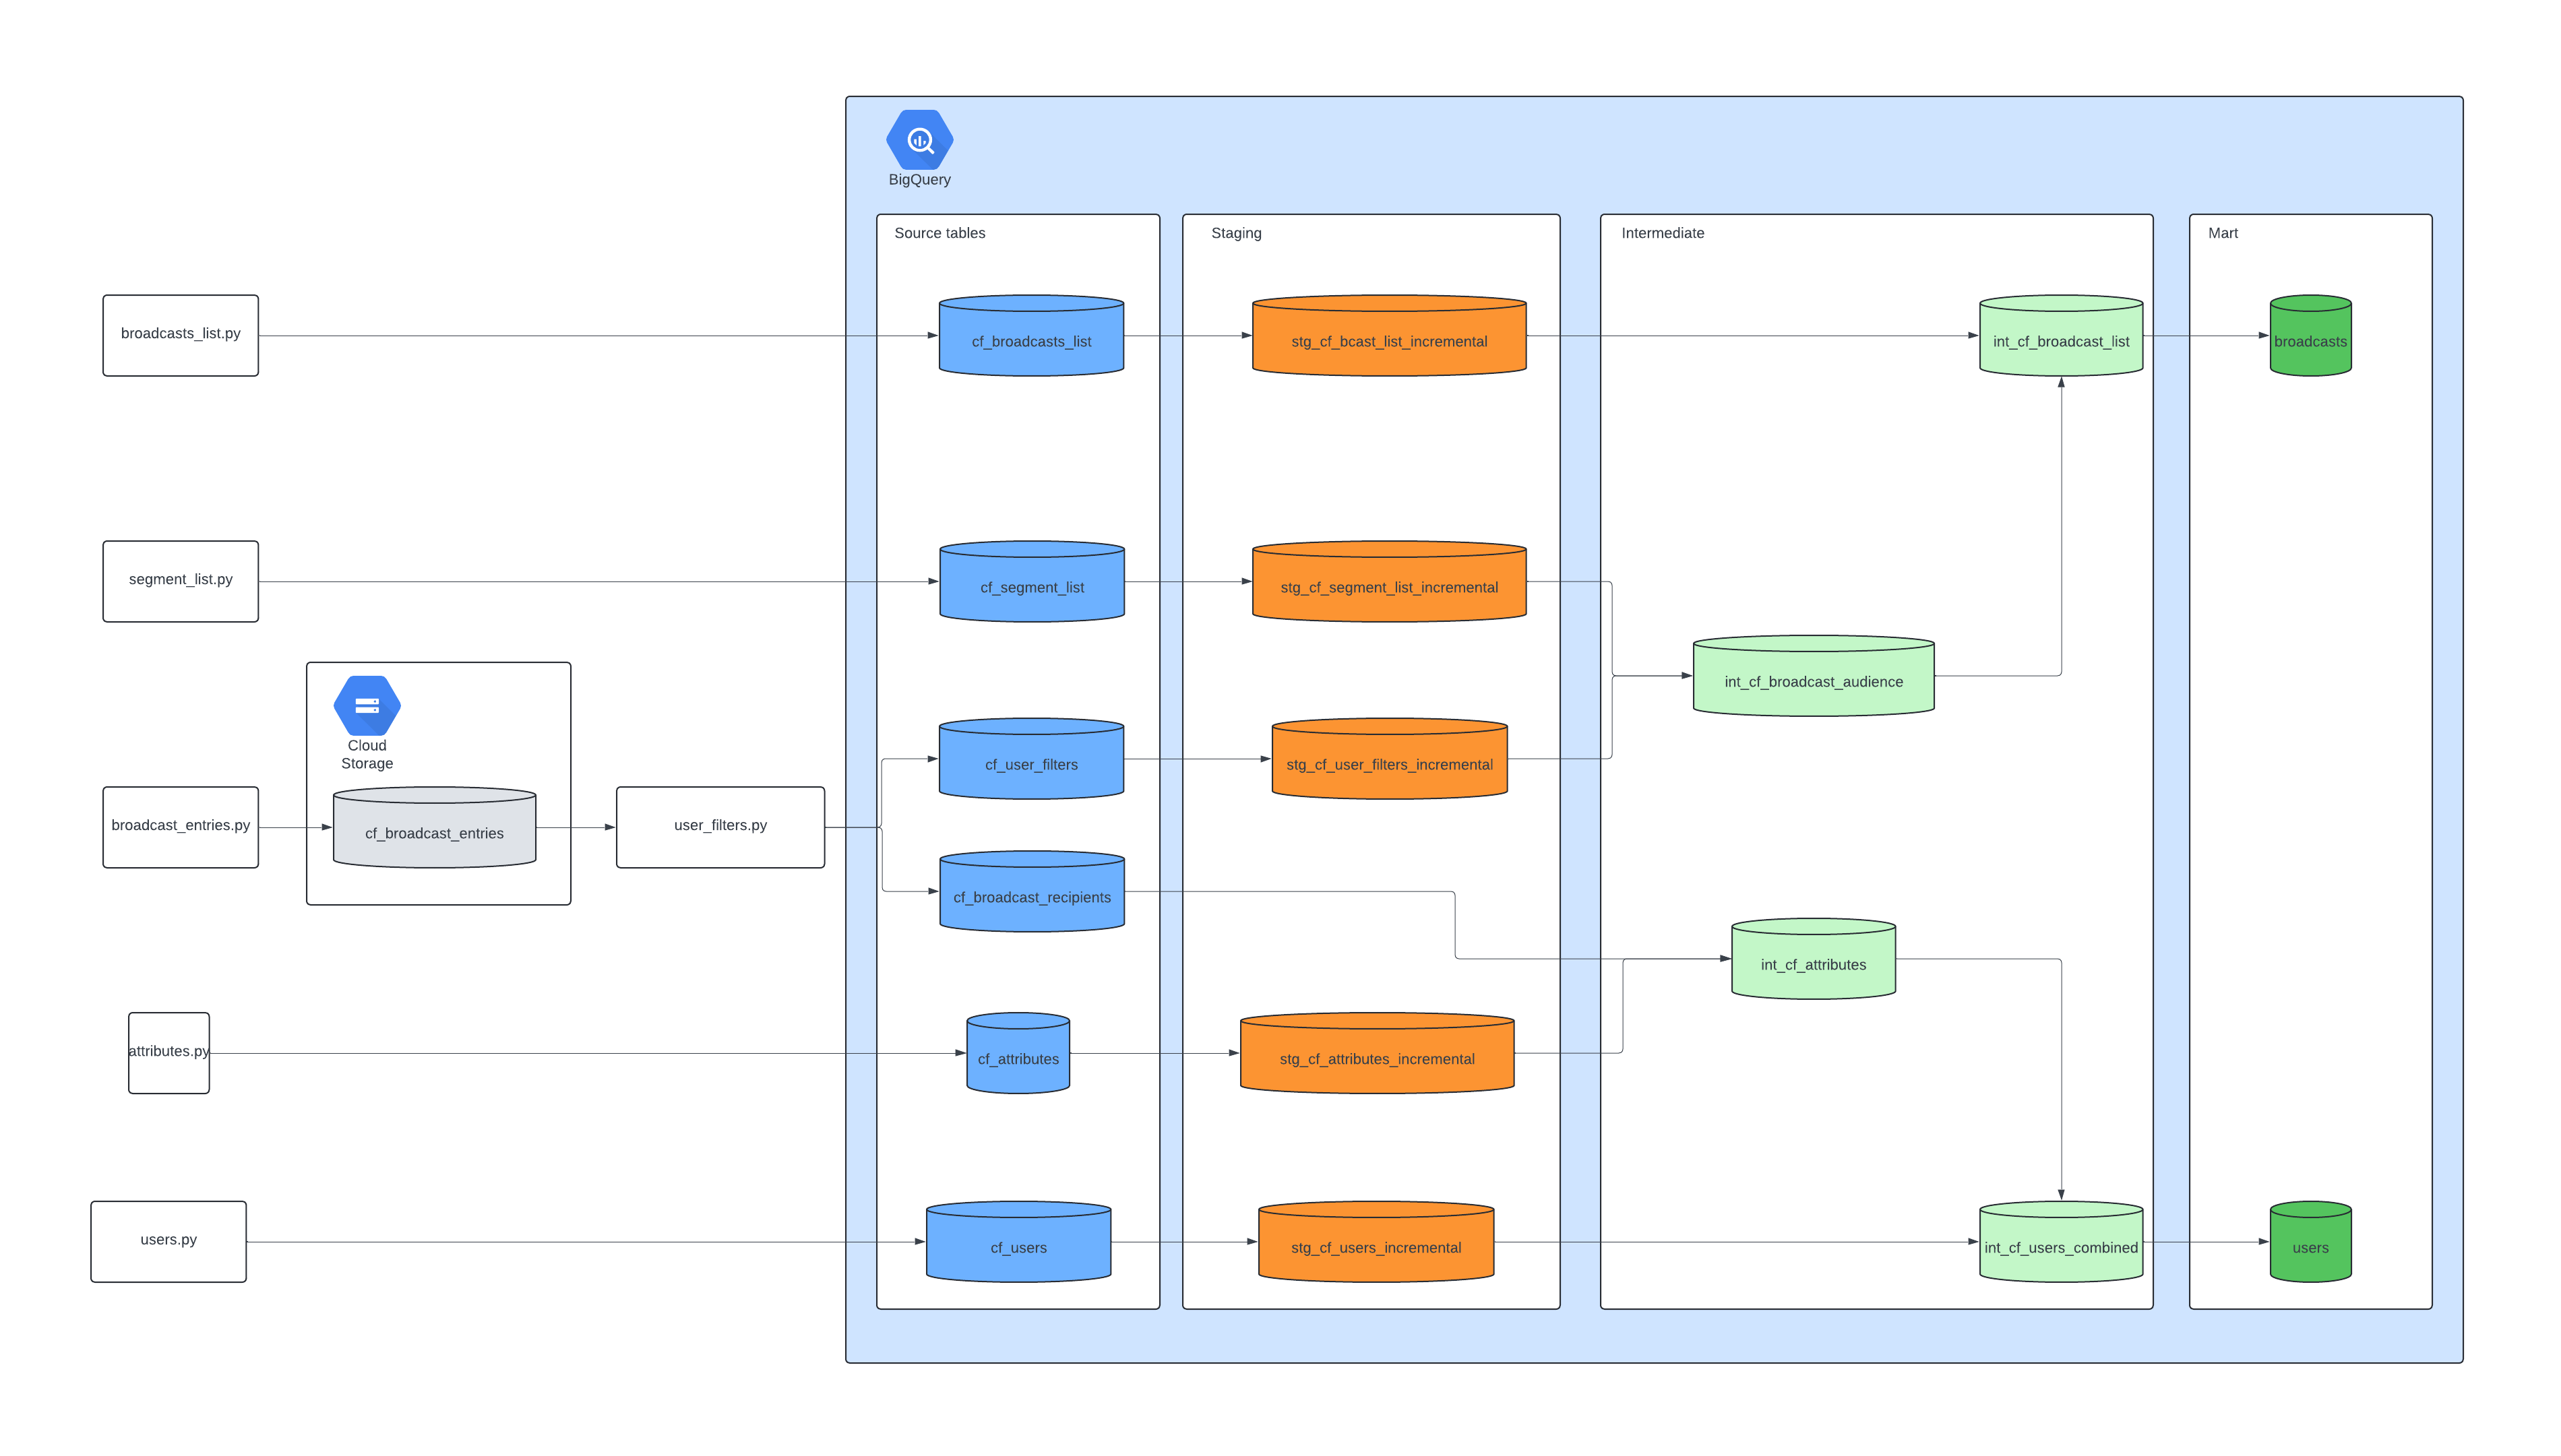 BigQuery
Source tables
Staging
Intermediate
Mart
broadcasts_list.py
cf_broadcasts_list
stg_cf_bcast_list_incremental
int_cf_broadcast_list
broadcasts
segment_list.py
cf_segment_list
stg_cf_segment_list_incremental
int_cf_broadcast_audience
Cloud
Storage
cf_user_filters
stg_cf_user_filters_incremental
broadcast_entries.py
cf_broadcast_entries
user_filters.py
cf_broadcast_recipients
int_cf_attributes
attributes.py
cf_attributes
stg_cf_attributes_incremental
users.py
cf_users
stg_cf_users_incremental
int_cf_users_combined
users